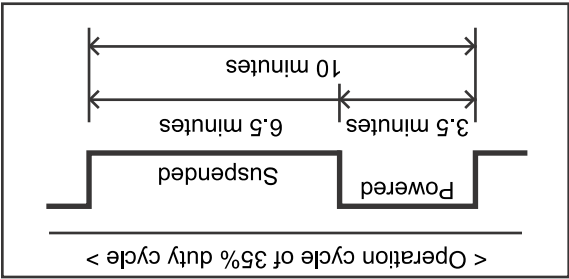 < Operation cycle of 35% duty cycle >
Powered Suspended
3.5 minutes 6.5 minutes
10 minutes